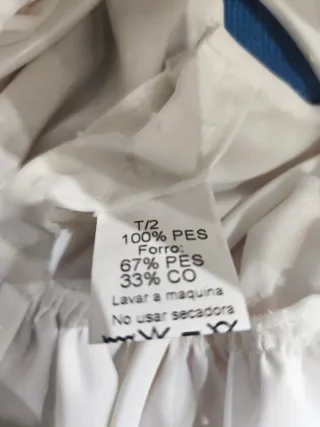 T/2
100% PES
Forro:
67% PES
33% CO
Lavar a maquina
No usar secadora